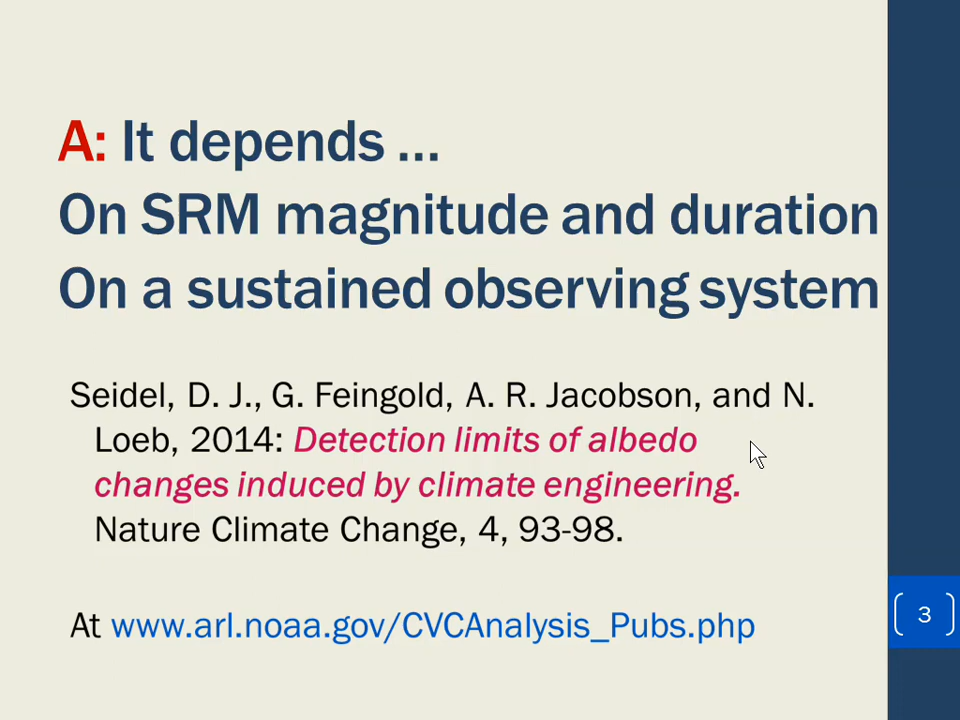 A: It depends ...
On SRM magnitude and duration
On a sustained observing system
Seidel, D. J., G. Feingold, A. R. Jacobson, and N.
Loeb, 2014: Detection limits of albedo
changes induced by climate engineering.
Nature Climate Change, 4, 93-98.
At www.arl.noaa.gov/CVCAnalysis_Pubs.php
3